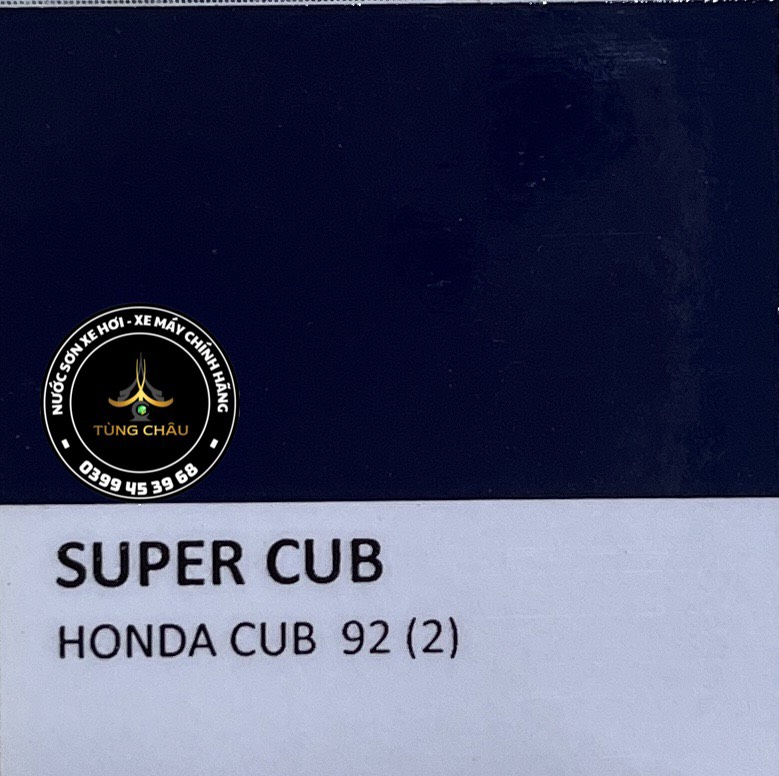 NƯỚC SƠN XE HƠI - XE MÁY CHÍNH HÃNG
TÙNG CHÂU
0399 45 39 68
SUPER CUB
HONDA CUB 92 (2)